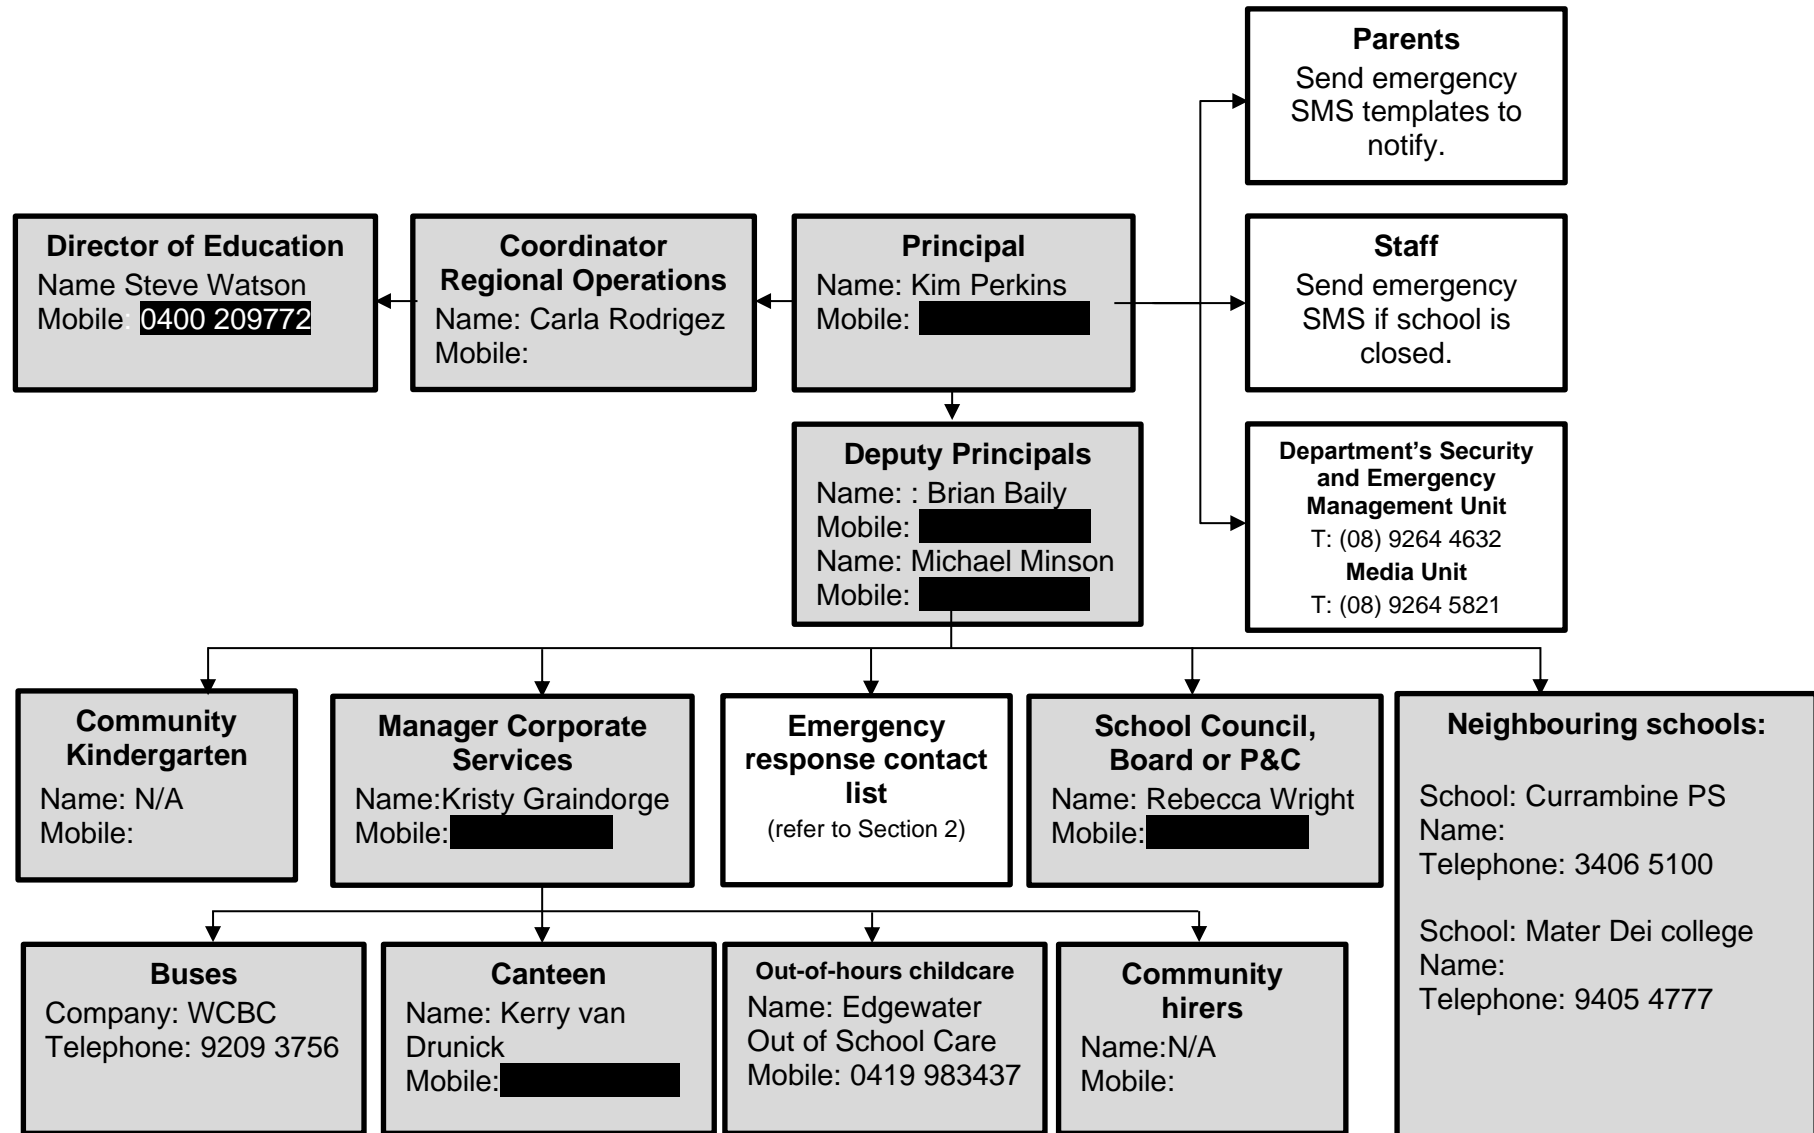 Parents
Send emergency
SMS templates to
notify.
Director of Education
Name Steve Watson
Mobile: 0400 209772
Coordinator
Regional Operations
Name: Carla Rodrigez
Mobile:
Principal
Name: Kim Perkins
Mobile:
Staff
Send emergency
SMS if school is
closed.
Deputy Principals
Name: : Brian Baily
Mobile:
Name: Michael Minson
Mobile:
Department’s Security
and Emergency
Management Unit
T: (08) 9264 4632
Media Unit
T: (08) 9264 5821
Community
Kindergarten
Name: N/A
Mobile:
Manager Corporate
Services
Name:Kristy Graindorge
Mobile:
Emergency
response contact
list
(refer to Section 2)
School Council,
Board or P&C
Name: Rebecca Wright
Mobile:
Neighbouring schools:
School: Currambine PS
Name:
Telephone: 3406 5100
School: Mater Dei college
Name:
Telephone: 9405 4777
Buses
Company: WCBC
Telephone: 9209 3756
Canteen
Name: Kerry van
Drunick
Mobile:
Out-of-hours childcare
Name: Edgewater
Out of School Care
Mobile: 0419 983437
Community
hirers
Name:N/A
Mobile: